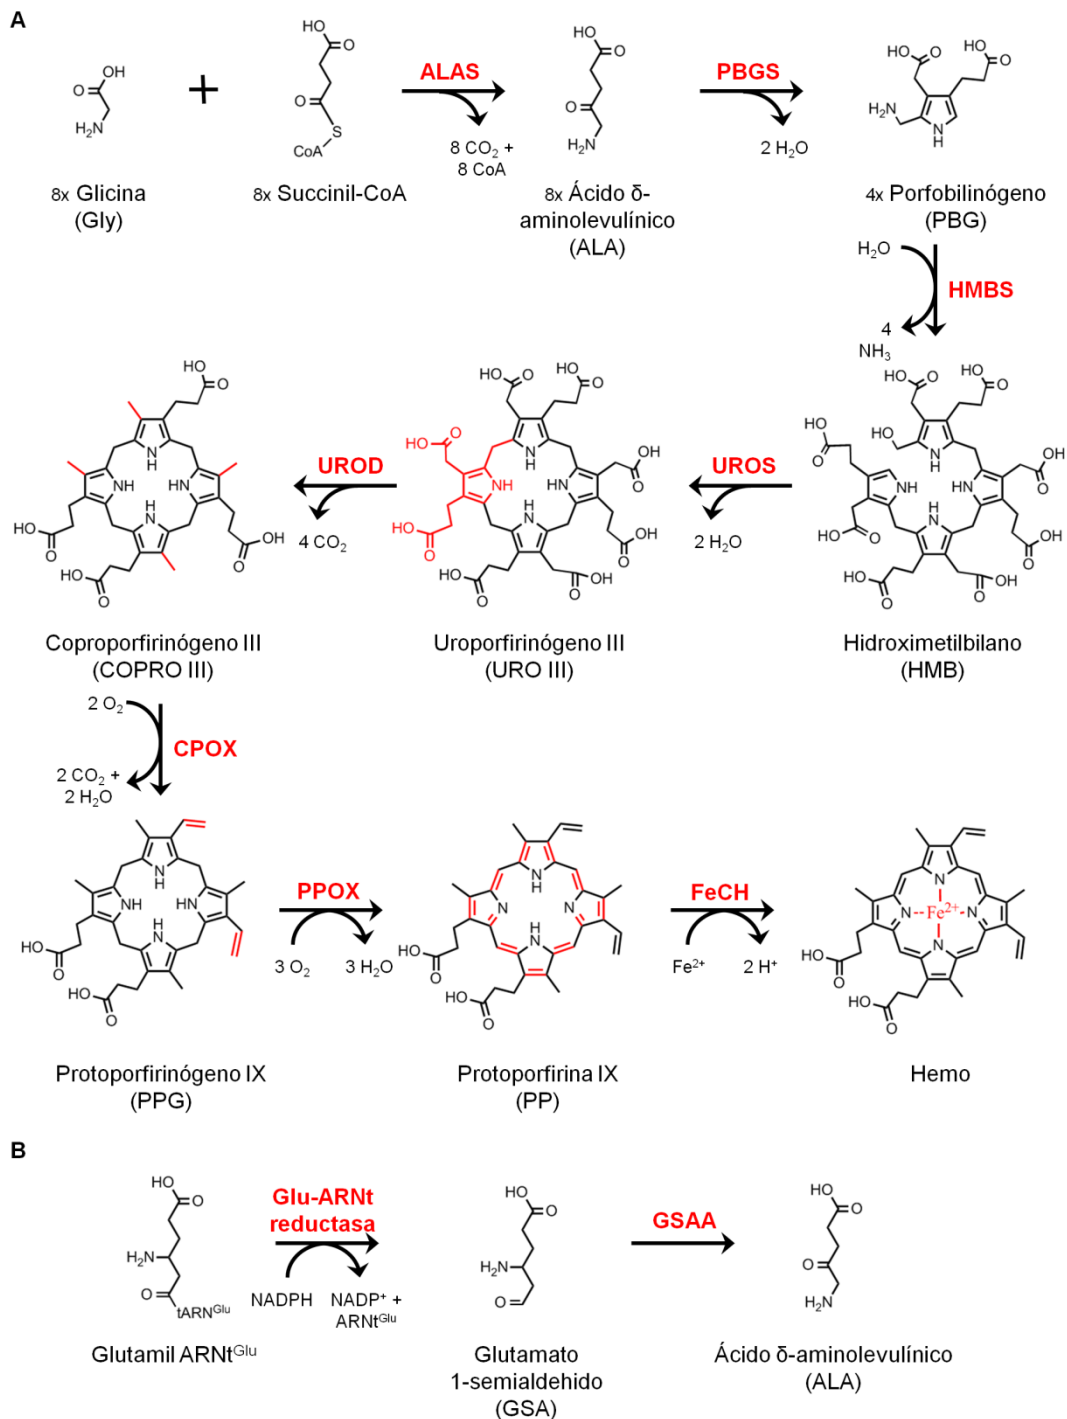 A
ALAS
PBGS
8 CO₂ +
8 CoA
2 H₂O
8x Glicina
(Gly)
8x Succinil-CoA
8x Ácido δ-
aminolevulínico
(ALA)
4x Porfobilinógeno
(PBG)
H₂O
HMBS
4
NH₃
UROD
UROS
4 CO₂
2 H₂O
Coproporfirinógeno III
(COPRO III)
Uroporfirinógeno III
(URO III)
Hidroximetilbilano
(HMB)
2 O₂
CPOX
2 CO₂ +
2 H₂O
PPOX
FeCH
3 O₂
3 H₂O
Fe²⁺
2 H⁺
Fe²⁺
Protoporfirinógeno IX
(PPG)
Protoporfirina IX
(PP)
Hemo
B
Glu-ARNt
reductasa
GSAA
NADPH
NADP⁺ +
ARNtᴳˡᵘ
tARNᴳˡᵘ
Glutamil ARNtᴳˡᵘ
Glutamato
1-semialdehido
(GSA)
Ácido δ-aminolevulínico
(ALA)